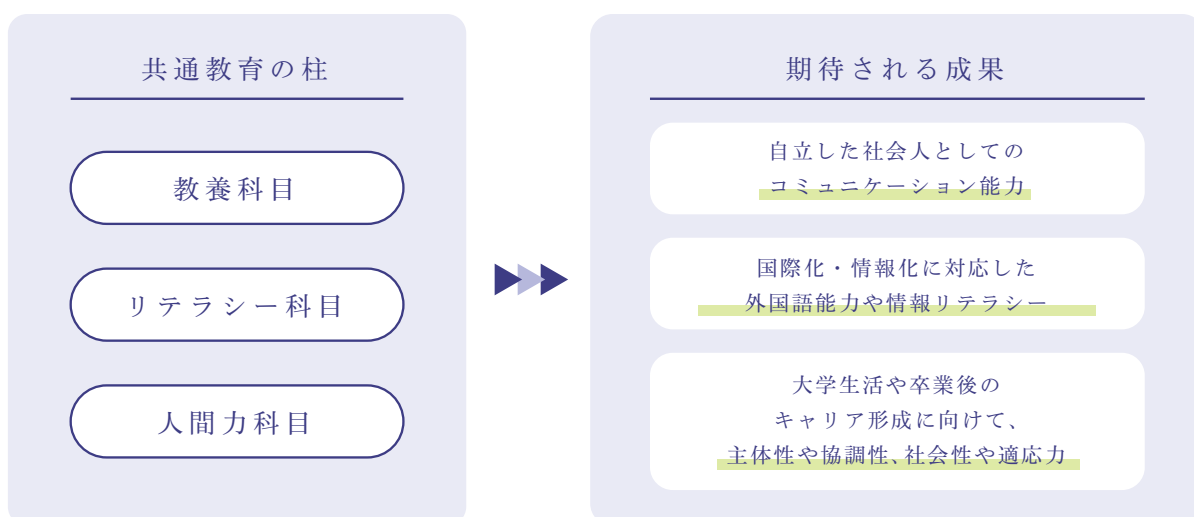 共通教育の柱
教養科目
リテラシー科目
人間力科目
期待される成果
自立した社会人としての
コミュニケーション能力
国際化・情報化に対応した
外国語能力や情報リテラシー
大学生活や卒業後の
キャリア形成に向けて、
主体性や協調性、社会性や適応力